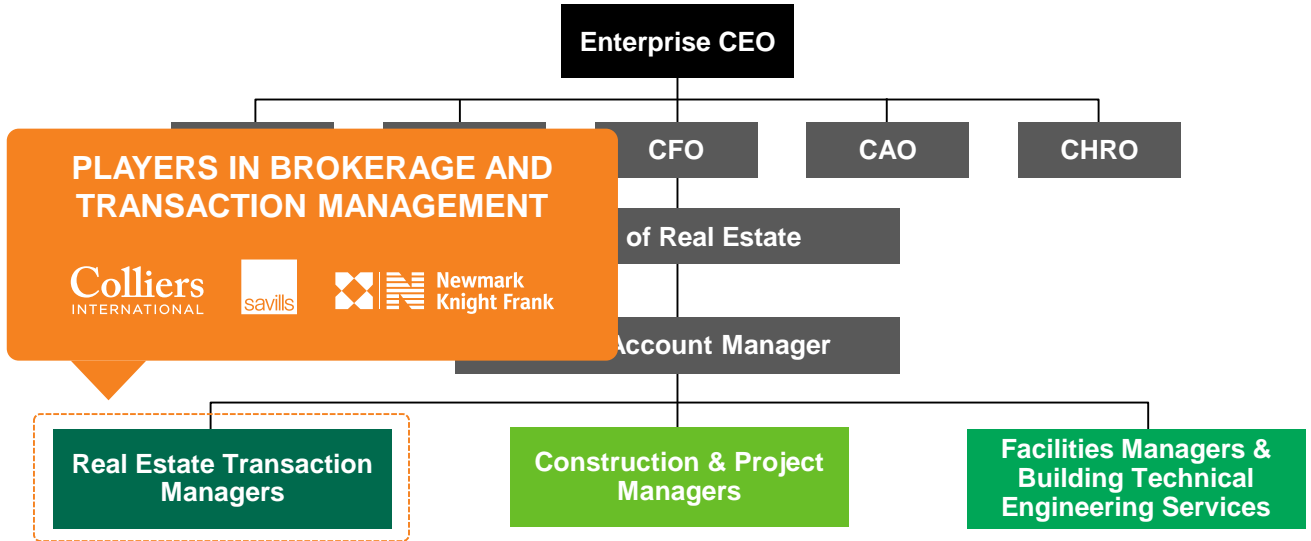 Enterprise CEO
CFO
CAO
CHRO
PLAYERS IN BROKERAGE AND
TRANSACTION MANAGEMENT
Colliers
INTERNATIONAL
savills
N Newmark
Knight Frank
of Real Estate
Account Manager
Real Estate Transaction
Managers
Construction & Project
Managers
Facilities Managers &
Building Technical
Engineering Services